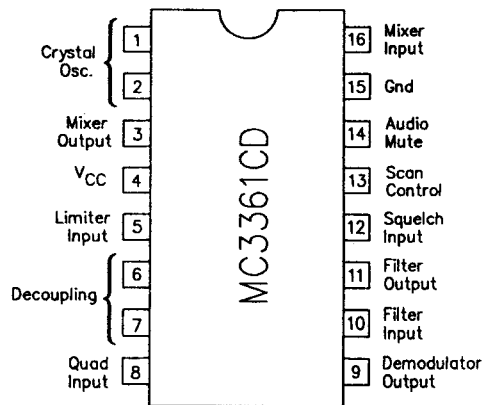 Crystal
Osc.
1
2
Mixer
Output
3
VCC
4
Limiter
Input
5
Decoupling
6
7
Quad
Input
8
MC3361CD
16
Mixer
Input
15
Gnd
14
Audio
Mute
13
Scan
Control
12
Squelch
Input
11
Filter
Output
10
Filter
Input
9
Demodulator
Output